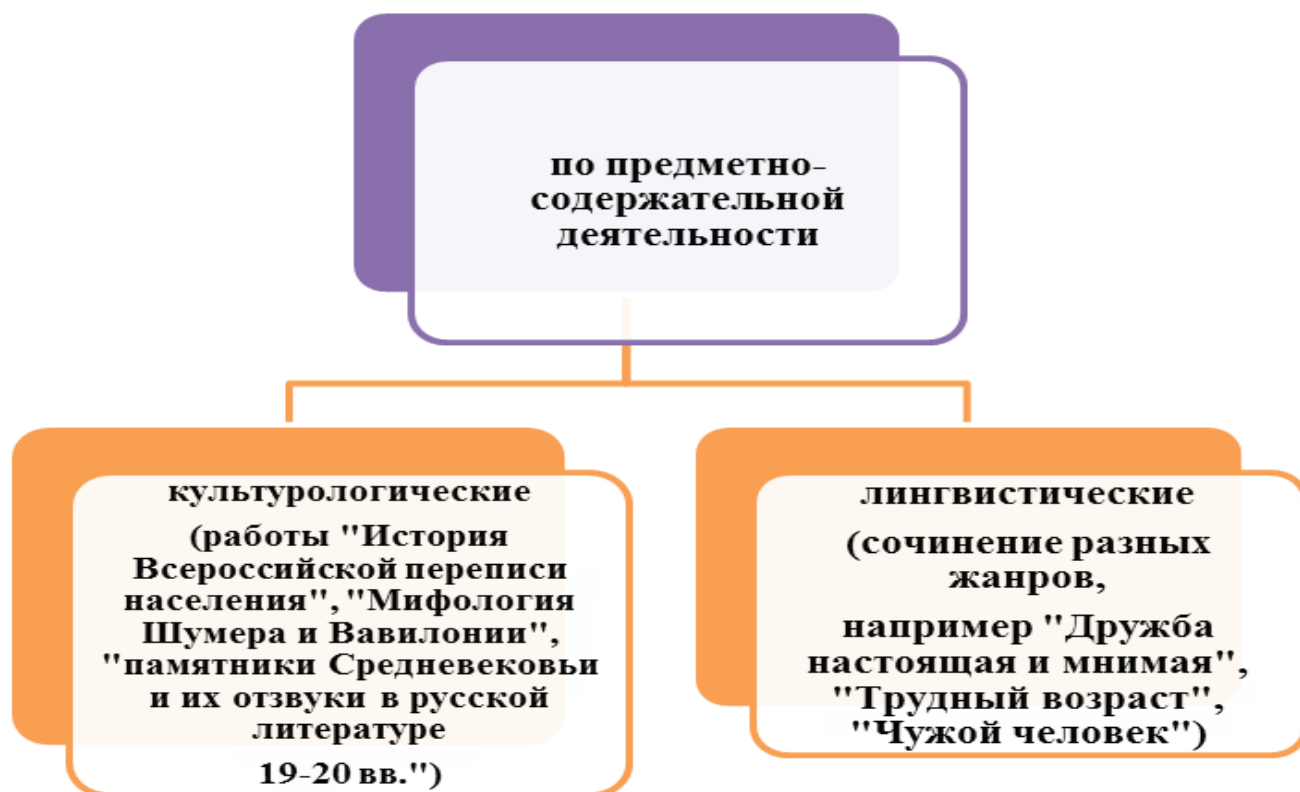 по предметно-
содержательной
деятельности
культурологические
(работы "История
Всероссийской переписи
населения", "Мифология
Шумера и Вавилонии",
"памятники Средневековьи
и их отзвуки в русской
литературе
19-20 вв.")
лингвистические
(сочинение разных
жанров,
например "Дружба
настоящая и мнимая",
"Трудный возраст",
"Чужой человек")